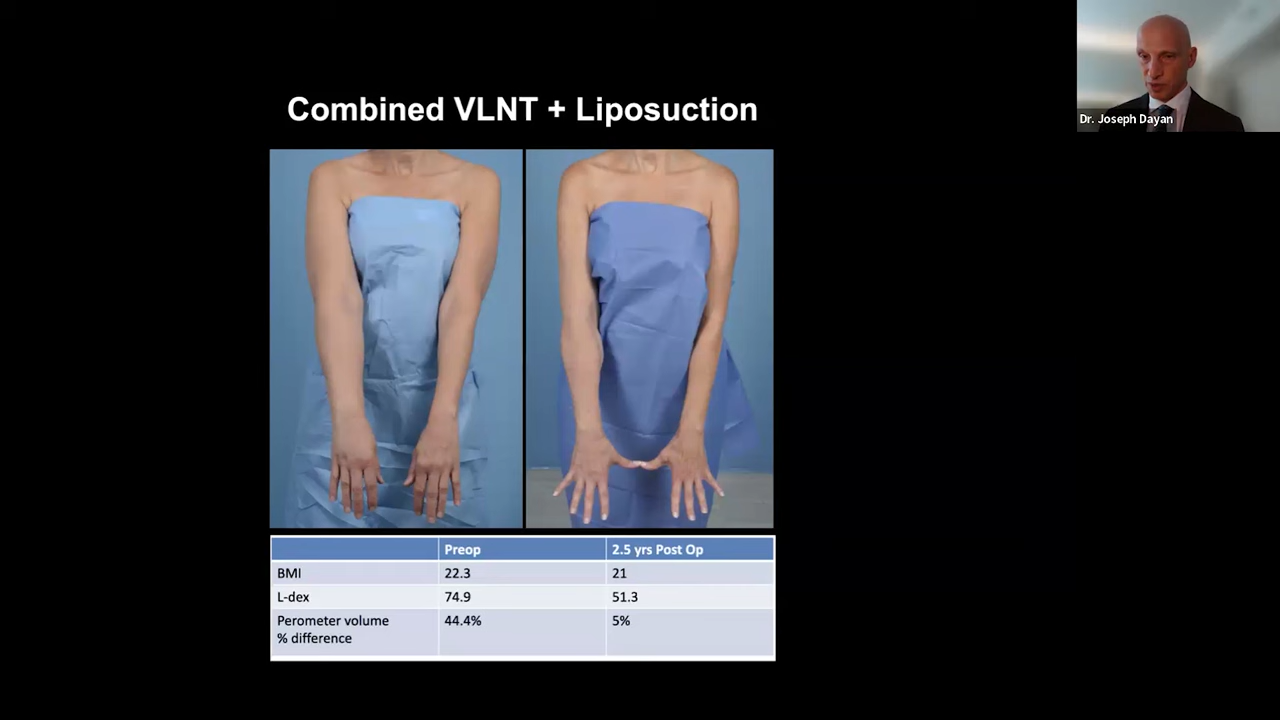 Combined VLNT + Liposuction
Dr. Joseph Dayan
Preop 2.5 yrs Post Op
BMI 22.3 21
L-dex 74.9 51.3
Perometer volume 44.4% 5%
% difference